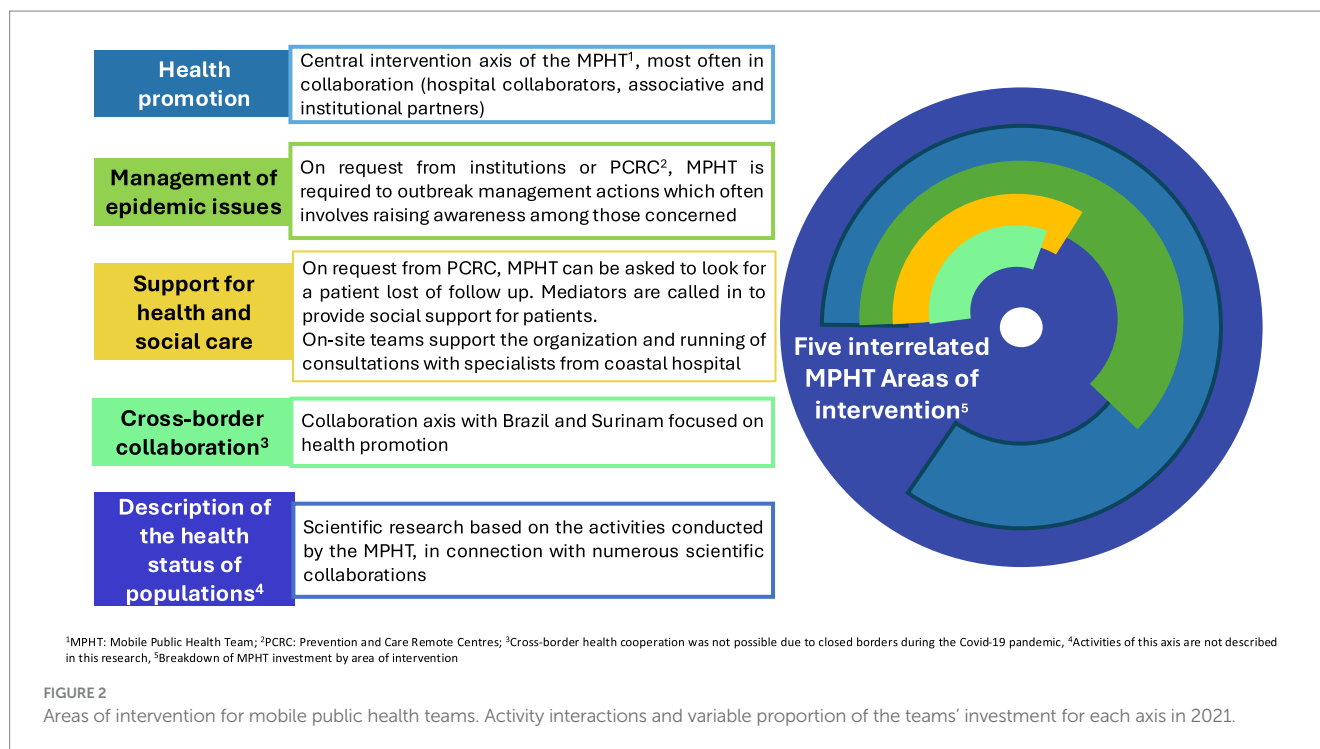 Health
promotion
Central intervention axis of the MPHT¹, most often in
collaboration (hospital collaborators, associative and
institutional partners)
Management of
epidemic issues
On request from institutions or PCRC², MPHT is
required to outbreak management actions which often
involves raising awareness among those concerned
Support for
health and
social care
On request from PCRC, MPHT can be asked to look for
a patient lost of follow up. Mediators are called in to
provide social support for patients.
On-site teams support the organization and running of
consultations with specialists from coastal hospital
Cross-border
collaboration³
Collaboration axis with Brazil and Surinam focused on
health promotion
Description of
the health
status of
populations⁴
Scientific research based on the activities conducted
by the MPHT, in connection with numerous scientific
collaborations
Five interrelated
MPHT Areas of
intervention⁵
¹MPHT: Mobile Public Health Team; ²PCRC: Prevention and Care Remote Centres; ³Cross-border health cooperation was not possible due to closed borders during the Covid-19 pandemic, ⁴Activities of this axis are not described
in this research, ⁵Breakdown of MPHT investment by area of intervention
FIGURE 2
Areas of intervention for mobile public health teams. Activity interactions and variable proportion of the teams' investment for each axis in 2021.